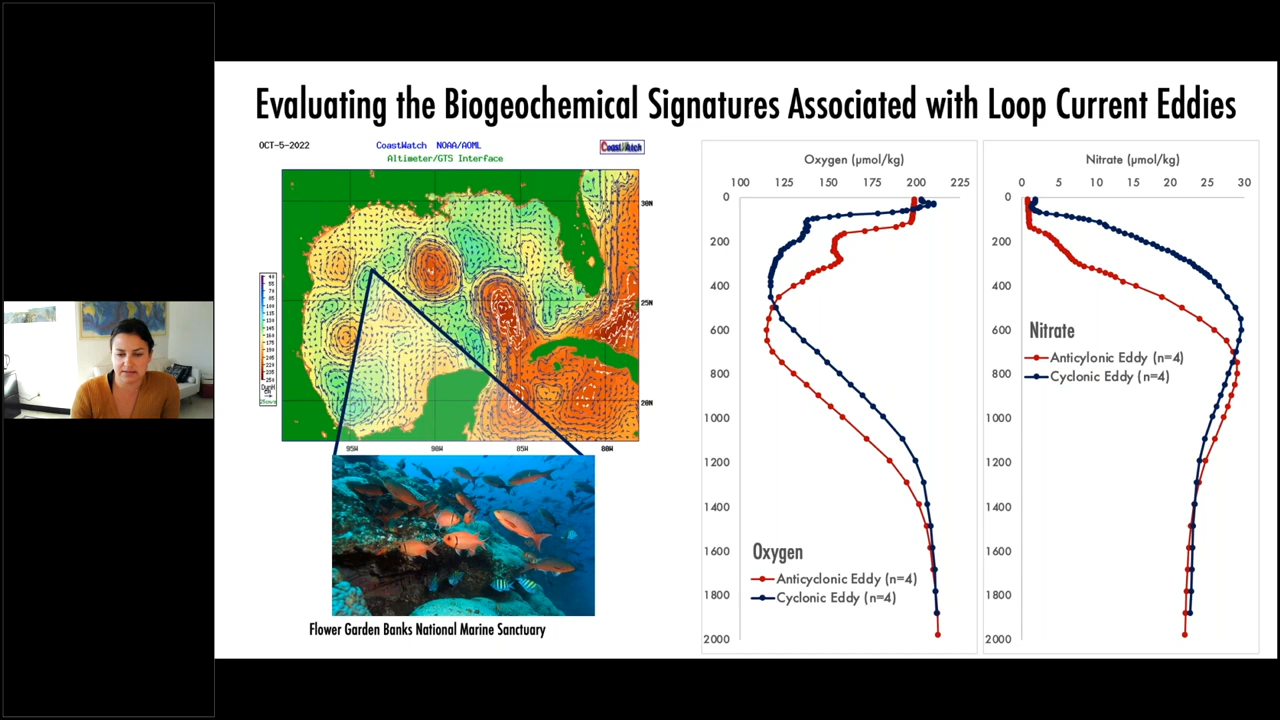 Evaluating the Biogeochemical Signatures Associated with Loop Current Eddies
OCT-5-2022
CoastWatch NOAA/AOML
Altimeter/GTS Interface
CoastWatch
30N
25N
20N
95W
90W
85W
80W
Flower Garden Banks National Marine Sanctuary
Oxygen (µmol/kg)
100 125 150 175 200 225
0
200
400
600
800
1000
1200
1400
1600
1800
2000
Oxygen
Anticyclonic Eddy (n=4)
Cyclonic Eddy (n=4)
Nitrate (µmol/kg)
0 5 10 15 20 25 30
0
200
400
600
800
1000
1200
1400
1600
1800
2000
Nitrate
Anticylonic Eddy (n=4)
Cyclonic Eddy (n=4)